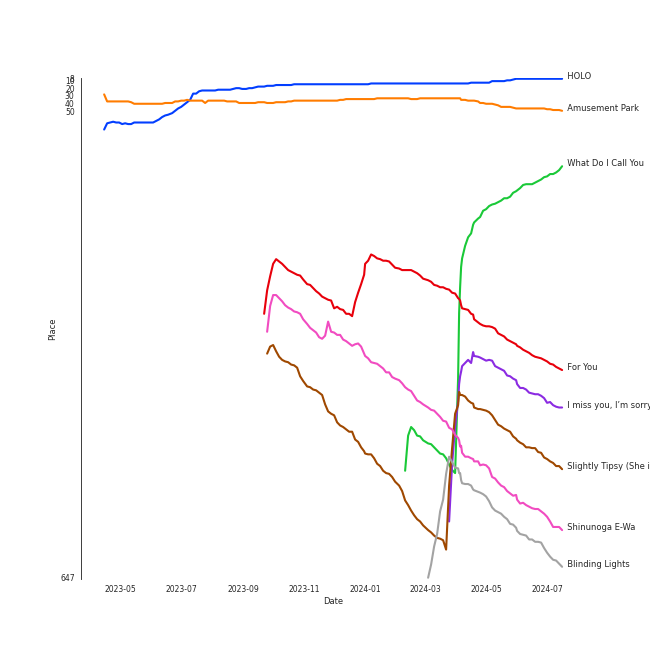 HOLO
10
20
30
40
50
Amusement Park
What Do I Call You
Place
For You
I miss you, I'm sorry
Slightly Tipsy (She i
Shinunoga E-Wa
Blinding Lights
647
2023-05
2023-07
2023-09
2023-11
2024-01
2024-03
2024-05
2024-07
Date